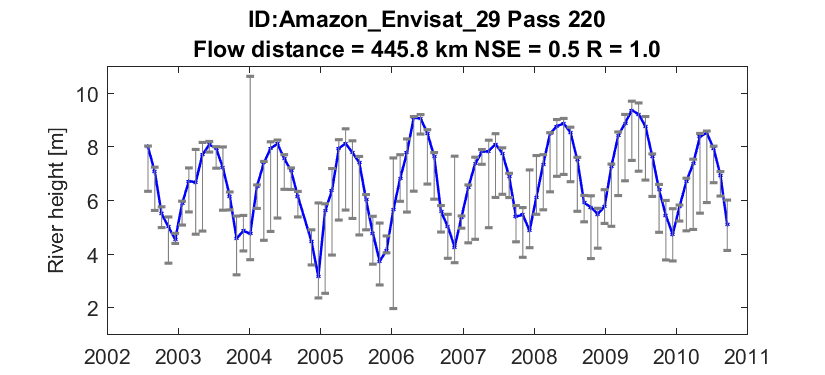 ID:Amazon_Envisat_29 Pass 220
Flow distance = 445.8 km NSE = 0.5 R = 1.0
River height [m]
10
8
6
4
2
2002 2003 2004 2005 2006 2007 2008 2009 2010 2011